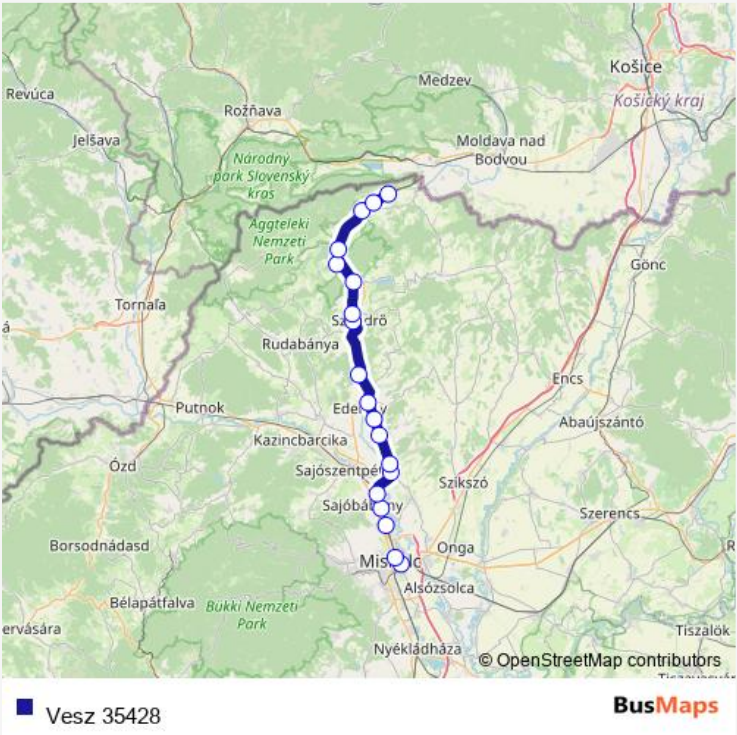 Košice
Medzev
Revúca
Košický kraj
Rožňava
Jelšava
Moldava nad
Bodvou
Národný
park Slovenský
kras
Aggteleki
Nemzeti
Park
Gönc
Tornaľa
á
Rudabánya
Encs
Putnok
Abaújszántó
Kazincbarcika
Ózd
Szikszó
Szerencs
Borsodnádasd
Onga
Alsózsolca
Bélapátfalva
Bükki Nemzeti
Park
ervására
Tiszalök
Nyékládháza
© OpenStreetMap contributors
Vesz 35428
BusMaps